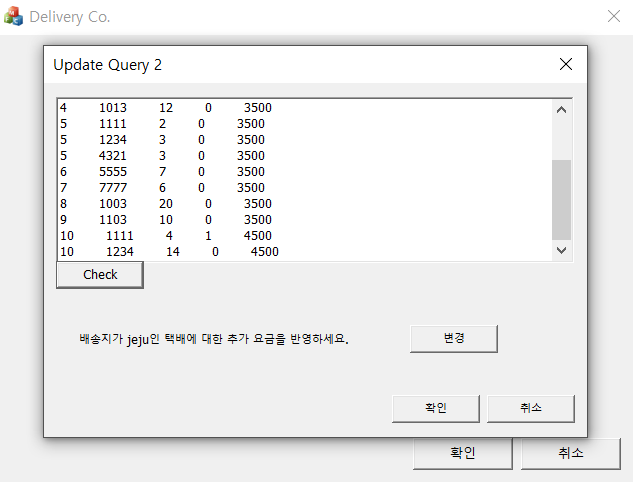 Delivery Co.
Update Query 2
4 1013 12 0 3500
5 1111 2 0 3500
5 1234 3 0 3500
5 4321 3 0 3500
6 5555 7 0 3500
7 7777 6 0 3500
8 1003 20 0 3500
9 1103 10 0 3500
10 1111 4 1 4500
10 1234 14 0 4500
Check
배송지가 jeju인 택배에 대한 추가 요금을 반영하세요. 변경
확인 취소
확인 취소